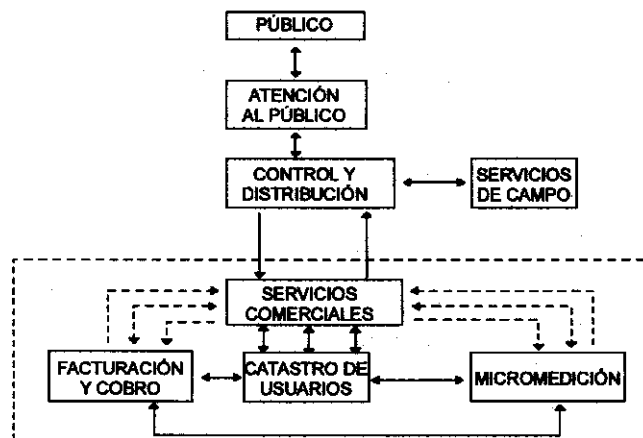 PÚBLICO
ATENCIÓN
AL PÚBLICO
CONTROL Y
DISTRIBUCIÓN
SERVICIOS
DE CAMPO
SERVICIOS
COMERCIALES
FACTURACIÓN
Y COBRO
CATASTRO DE
USUARIOS
MICROMEDICIÓN